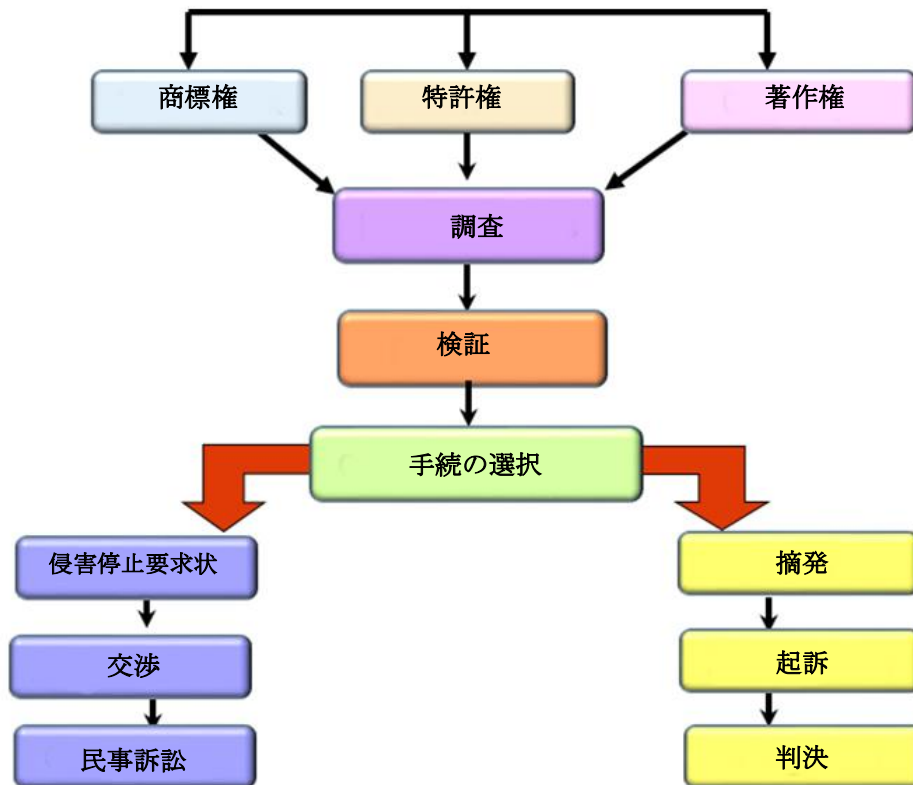 商標権
特許権
著作権
調査
検証
手続の選択
侵害停止要求状
交渉
民事訴訟
摘発
起訴
判決